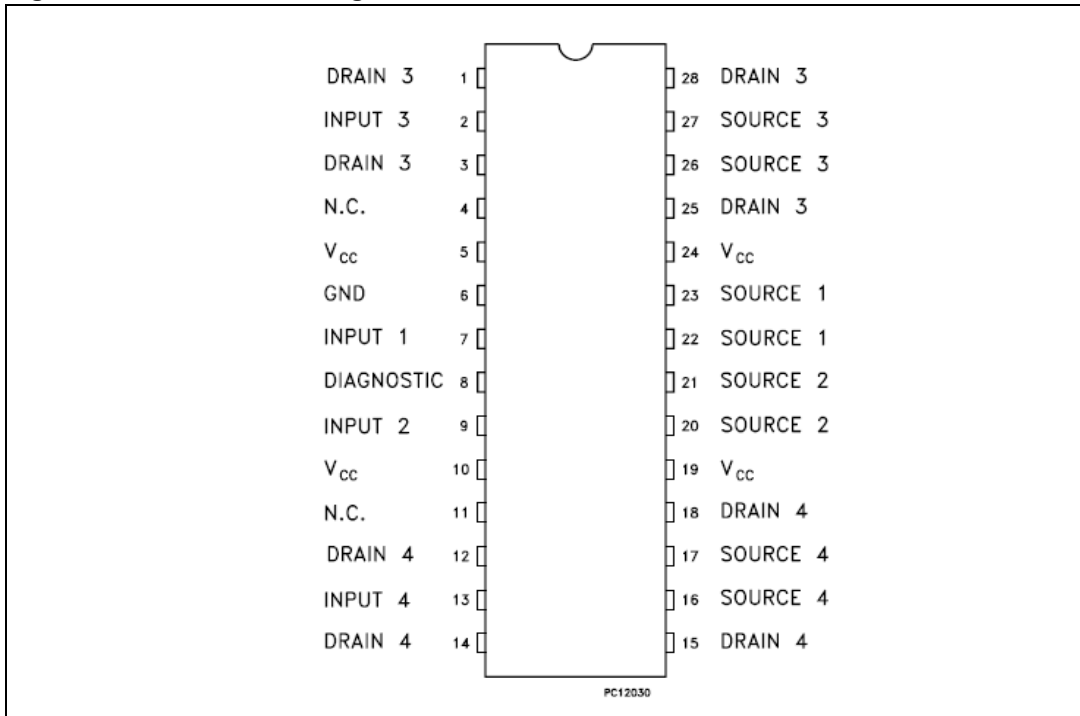 DRAIN 3 1 28 DRAIN 3
INPUT 3 2 27 SOURCE 3
DRAIN 3 3 26 SOURCE 3
N.C. 4 25 DRAIN 3
VCC 5 24 VCC
GND 6 23 SOURCE 1
INPUT 1 7 22 SOURCE 1
DIAGNOSTIC 8 21 SOURCE 2
INPUT 2 9 20 SOURCE 2
VCC 10 19 VCC
N.C. 11 18 DRAIN 4
DRAIN 4 12 17 SOURCE 4
INPUT 4 13 16 SOURCE 4
DRAIN 4 14 15 DRAIN 4
PC12030